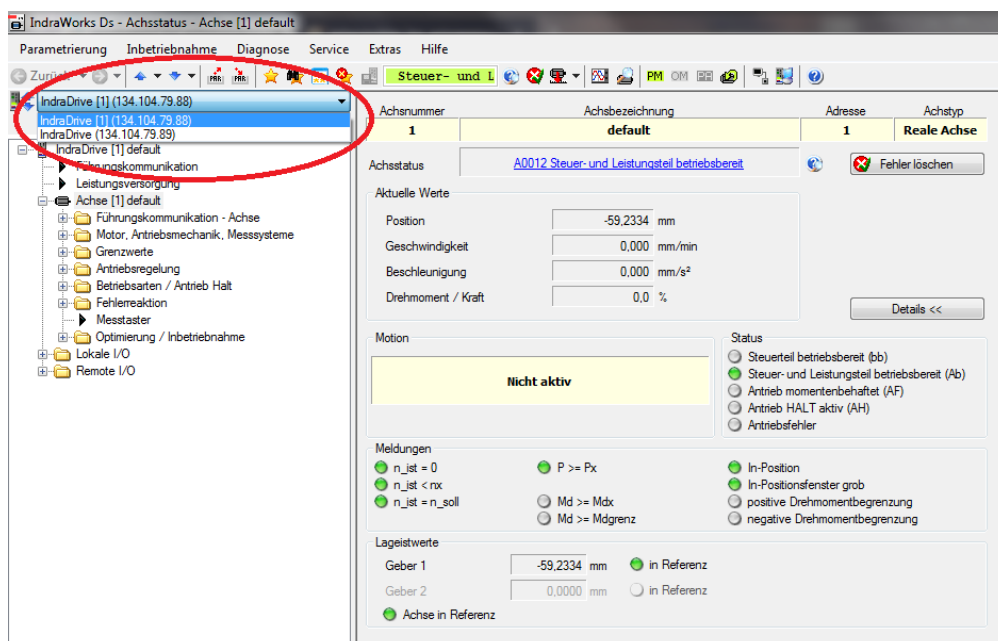 IndraWorks Ds - Achsstatus - Achse [1] default
Parametrierung Inbetriebnahme Diagnose Service Extras Hilfe
Zurück
PAR PAR Steuer- und L PM OM
IndraDrive [1] (134.104.79.88)
IndraDrive [1] (134.104.79.88)
IndraDrive (134.104.79.89)
IndraDrive [1] default
Führungskommunikation
Leistungsversorgung
Achse [1] default
Führungskommunikation - Achse
Motor, Antriebsmechanik, Messsysteme
Grenzwerte
Antriebsregelung
Betriebsarten / Antrieb Halt
Fehlerreaktion
Messtaster
Optimierung / Inbetriebnahme
Lokale I/O
Remote I/O
Achsnummer Achsbezeichnung Adresse Achstyp
1 default 1 Reale Achse
Achsstatus A0012 Steuer- und Leistungsteil betriebsbereit Fehler löschen
Aktuelle Werte
Position -59,2334 mm
Geschwindigkeit 0,000 mm/min
Beschleunigung 0,000 mm/s²
Drehmoment / Kraft 0,0 %
Details <<
Motion
Nicht aktiv
Status
Steuerteil betriebsbereit (bb)
Steuer- und Leistungsteil betriebsbereit (Ab)
Antrieb momentenbehaftet (AF)
Antrieb HALT aktiv (AH)
Antriebsfehler
Meldungen
n_ist = 0 P >= Px In-Position
n_ist < nx In-Positionsfenster grob
n_ist = n_soll Md >= Mdx positive Drehmomentbegrenzung
Md >= Mdgrenz negative Drehmomentbegrenzung
Lageistwerte
Geber 1 -59,2334 mm in Referenz
Geber 2 0,0000 mm in Referenz
Achse in Referenz